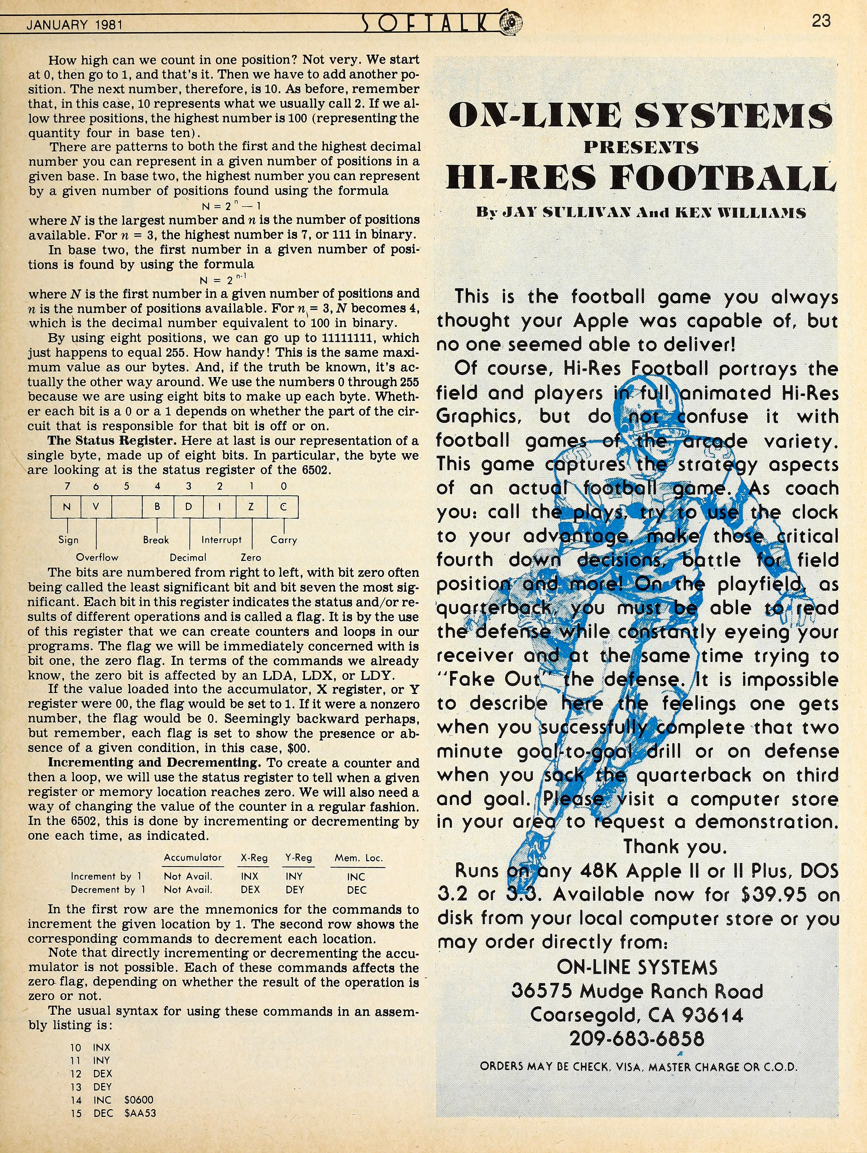 JANUARY 1981
SOFTALK
23
How high can we count in one position? Not very. We start
at 0, then go to 1, and that's it. Then we have to add another po-
sition. The next number, therefore, is 10. As before, remember
that, in this case, 10 represents what we usually call 2. If we al-
low three positions, the highest number is 100 (representing the
quantity four in base ten).
There are patterns to both the first and the highest decimal
number you can represent in a given number of positions in a
given base. In base two, the highest number you can represent
by a given number of positions found using the formula
N = 2ⁿ — 1
where N is the largest number and n is the number of positions
available. For n = 3, the highest number is 7, or 111 in binary.
In base two, the first number in a given number of posi-
tions is found by using the formula
N = 2ⁿ⁻¹
where N is the first number in a given number of positions and
n is the number of positions available. For n = 3, N becomes 4,
which is the decimal number equivalent to 100 in binary.
By using eight positions, we can go up to 11111111, which
just happens to equal 255. How handy! This is the same maxi-
mum value as our bytes. And, if the truth be known, it's ac-
tually the other way around. We use the numbers 0 through 255
because we are using eight bits to make up each byte. Wheth-
er each bit is a 0 or a 1 depends on whether the part of the cir-
cuit that is responsible for that bit is off or on.
The Status Register. Here at last is our representation of a
single byte, made up of eight bits. In particular, the byte we
are looking at is the status register of the 6502.
7 6 5 4 3 2 1 0
N V B D I Z C
Sign Break Interrupt Carry
Overflow Decimal Zero
The bits are numbered from right to left, with bit zero often
being called the least significant bit and bit seven the most sig-
nificant. Each bit in this register indicates the status and/or re-
sults of different operations and is called a flag. It is by the use
of this register that we can create counters and loops in our
programs. The flag we will be immediately concerned with is
bit one, the zero flag. In terms of the commands we already
know, the zero bit is affected by an LDA, LDX, or LDY.
If the value loaded into the accumulator, X register, or Y
register were 00, the flag would be set to 1. If it were a nonzero
number, the flag would be 0. Seemingly backward perhaps,
but remember, each flag is set to show the presence or ab-
sence of a given condition, in this case, $00.
Incrementing and Decrementing. To create a counter and
then a loop, we will use the status register to tell when a given
register or memory location reaches zero. We will also need a
way of changing the value of the counter in a regular fashion.
In the 6502, this is done by incrementing or decrementing by
one each time, as indicated.
Accumulator X-Reg Y-Reg Mem. Loc.
Increment by 1 Not Avail. INX INY INC
Decrement by 1 Not Avail. DEX DEY DEC
In the first row are the mnemonics for the commands to
increment the given location by 1. The second row shows the
corresponding commands to decrement each location.
Note that directly incrementing or decrementing the accu-
mulator is not possible. Each of these commands affects the
zero flag, depending on whether the result of the operation is
zero or not.
The usual syntax for using these commands in an assem-
bly listing is:
10 INX
11 INY
12 DEX
13 DEY
14 INC $0600
15 DEC $AA53
ON-LINE SYSTEMS
PRESENTS
HI-RES FOOTBALL
By JAY SULLIVAN And KEN WILLIAMS
This is the football game you always
thought your Apple was capable of, but
no one seemed able to deliver!
Of course, Hi-Res Football portrays the
field and players in full animated Hi-Res
Graphics, but do not confuse it with
football games of the arcade variety.
This game captures the strategy aspects
of an actual football game. As coach
you: call the plays, try to use the clock
to your advantage, make those critical
fourth down decisions, battle for field
position and more! On the playfield, as
quarterback, you must be able to read
the defense while constantly eyeing your
receiver and at the same time trying to
"Fake Out" the defense. It is impossible
to describe here the feelings one gets
when you successfully complete that two
minute goal-to-goal drill or on defense
when you sack the quarterback on third
and goal. Please visit a computer store
in your area to request a demonstration.
Thank you.
Runs on any 48K Apple II or II Plus, DOS
3.2 or 3.3. Available now for $39.95 on
disk from your local computer store or you
may order directly from:
ON-LINE SYSTEMS
36575 Mudge Ranch Road
Coarsegold, CA 93614
209-683-6858
ORDERS MAY BE CHECK, VISA, MASTER CHARGE OR C.O.D.